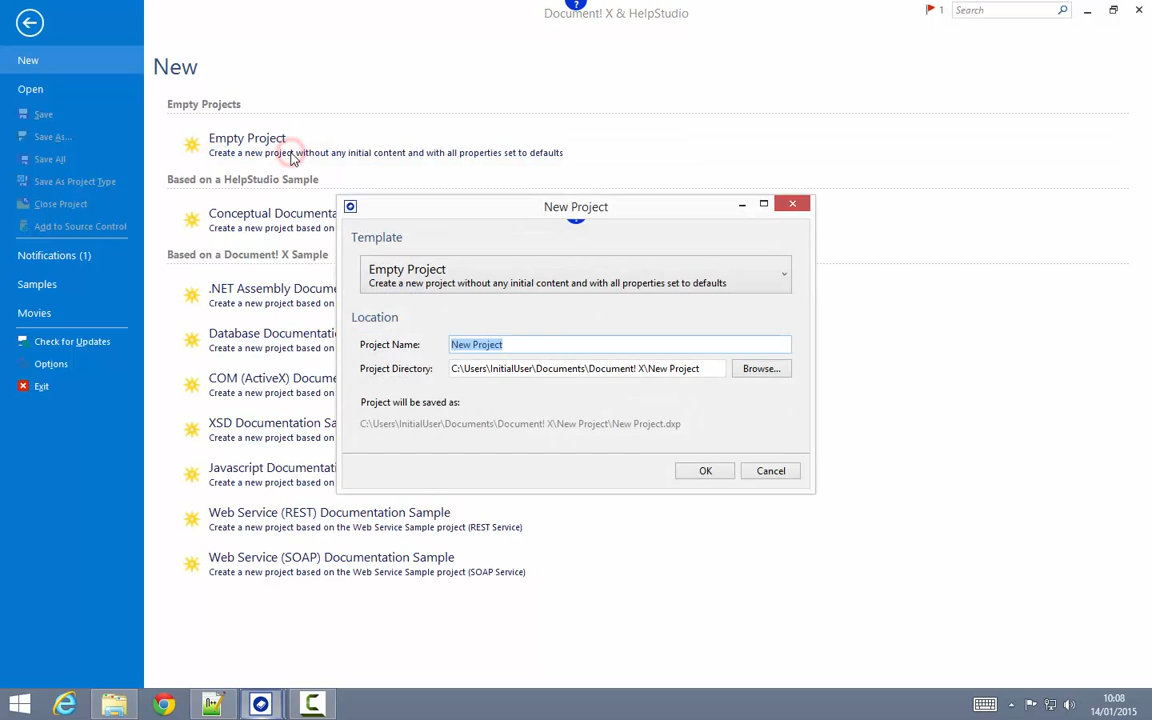 Document! X & HelpStudio
1
Search
New
Open
Save
Save As...
Save All
Save As Project Type
Close Project
Add to Source Control
Notifications (1)
Samples
Movies
Check for Updates
Options
Exit
New
Empty Projects
Empty Project
Create a new project without any initial content and with all properties set to defaults
Based on a HelpStudio Sample
Conceptual Documenta
Create a new project based on
Based on a Document! X Sample
.NET Assembly Docume
Create a new project based on
Database Documentati
Create a new project based on
COM (ActiveX) Docume
Create a new project based on
XSD Documentation Sa
Create a new project based on
Javascript Documentati
Create a new project based on
Web Service (REST) Documentation Sample
Create a new project based on the Web Service Sample project (REST Service)
Web Service (SOAP) Documentation Sample
Create a new project based on the Web Service Sample project (SOAP Service)
New Project
Template
Empty Project
Create a new project without any initial content and with all properties set to defaults
Location
Project Name: New Project
Project Directory: C:\Users\InitialUser\Documents\Document! X\New Project Browse...
Project will be saved as:
C:\Users\InitialUser\Documents\Document! X\New Project\New Project.dxp
OK Cancel
10:08
14/01/2015